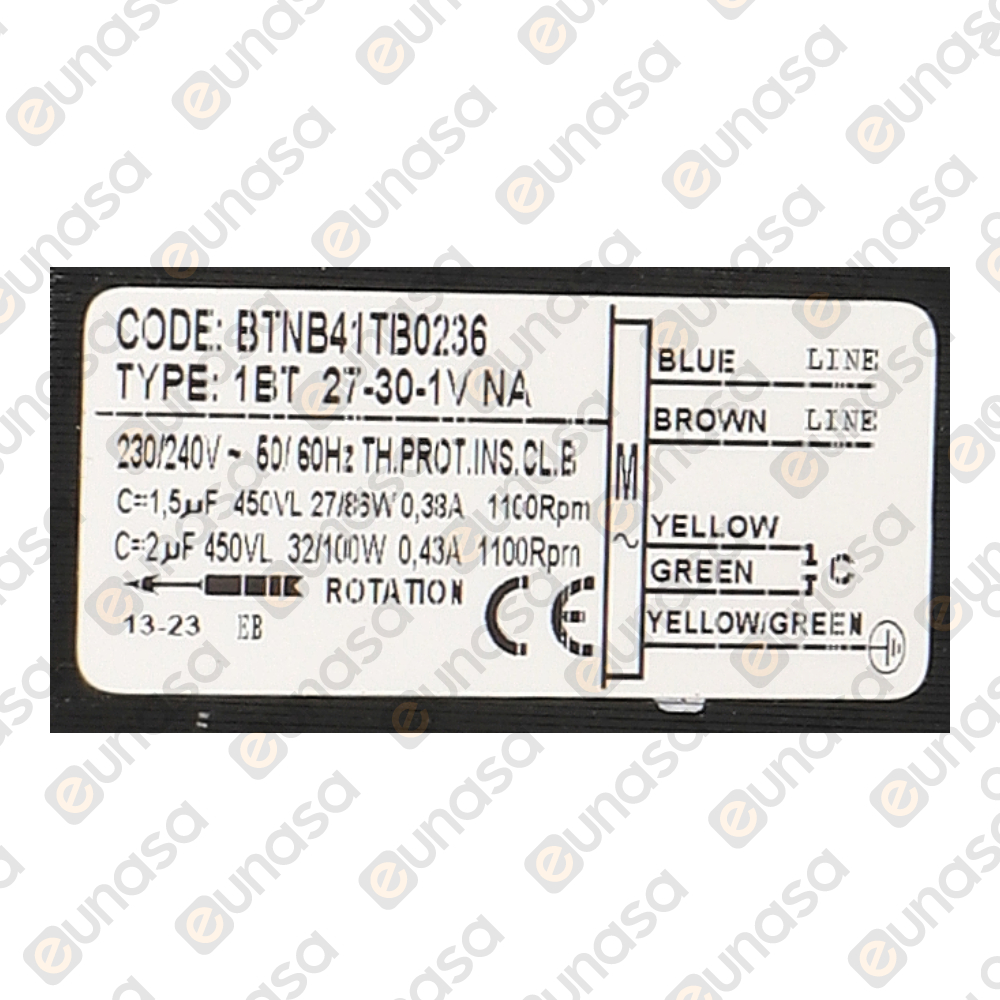 CODE: BTNB41TB0236
TYPE: 1BT 27-30-1V NA
230/240V ~ 50/60Hz TH.PROT.INS.CL.B
C=1,5µF 450VL 27/86W 0,38A 1100Rpm
C=2µF 450VL 32/100W 0,43A 1100Rpm
ROTATION
13-23 EB
CE
M
~
BLUE LINE
BROWN LINE
YELLOW
GREEN
C
YELLOW/GREEN
eunasa